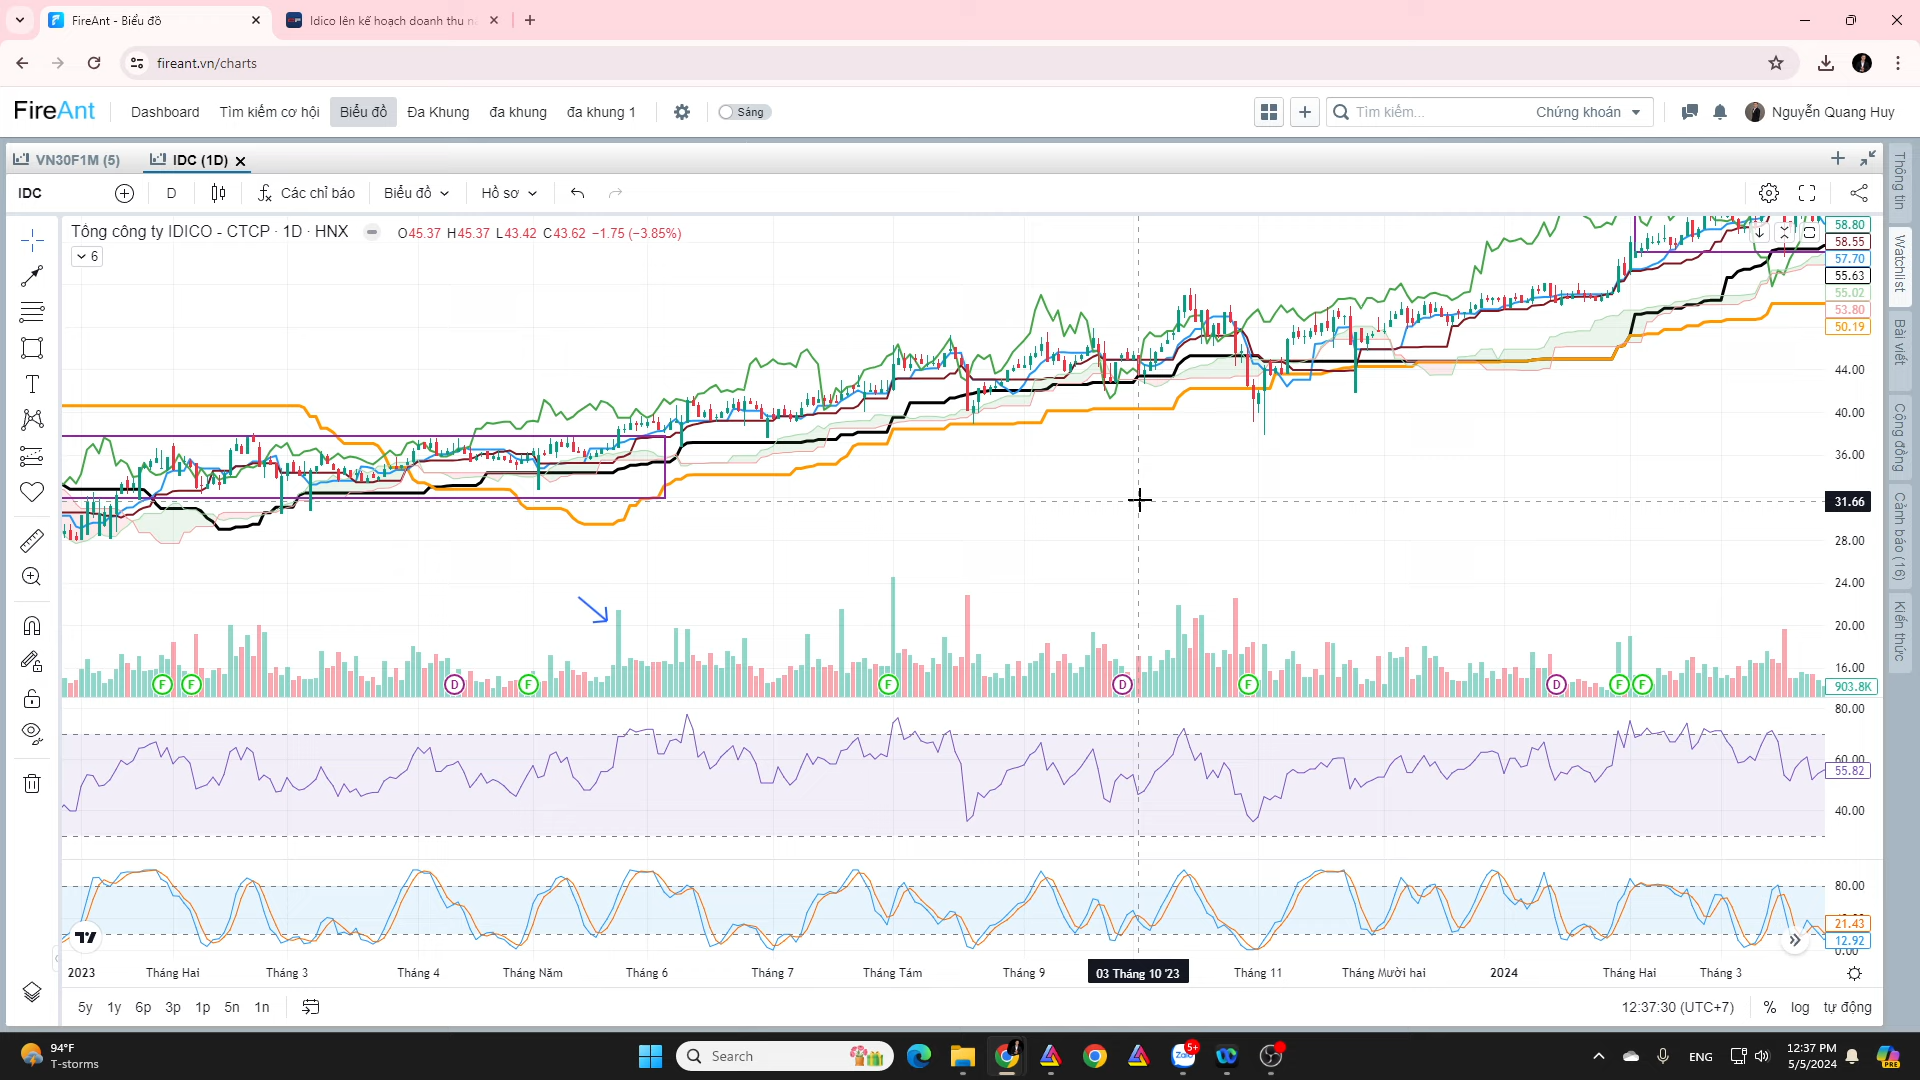 FireAnt - Biểu đồ
Idico lên kế hoạch doanh thu nă
fireant.vn/charts
FireAnt
Dashboard
Tìm kiếm cơ hội
Biểu đồ
Đa Khung
đa khung
đa khung 1
Sáng
Tìm kiếm...
Chứng khoán
Nguyễn Quang Huy
VN30F1M (5)
IDC (1D)
IDC
D
Các chỉ báo
Biểu đồ
Hồ sơ
Tổng công ty IDICO - CTCP · 1D · HNX
O45.37 H45.37 L43.42 C43.62 −1.75 (−3.85%)
6
58.80
58.55
57.70
55.63
55.02
53.80
50.19
44.00
40.00
36.00
31.66
28.00
24.00
20.00
16.00
903.8K
F
F
D
F
F
D
F
D
F
F
80.00
60.00
55.82
40.00
80.00
21.43
12.92
0.00
2023
Tháng Hai
Tháng 3
Tháng 4
Tháng Năm
Tháng 6
Tháng 7
Tháng Tám
Tháng 9
03 Tháng 10 '23
Tháng 11
Tháng Mười hai
2024
Tháng Hai
Tháng 3
5y
1y
6p
3p
1p
5n
1n
12:37:30 (UTC+7)
%
log
tự động
Thông tin
Watchlist
Bài viết
Cộng đồng
Cảnh báo (16)
Kiến thức
94°F
T-storms
Search
Zalo
5+
ENG
12:37 PM
5/5/2024
PRE